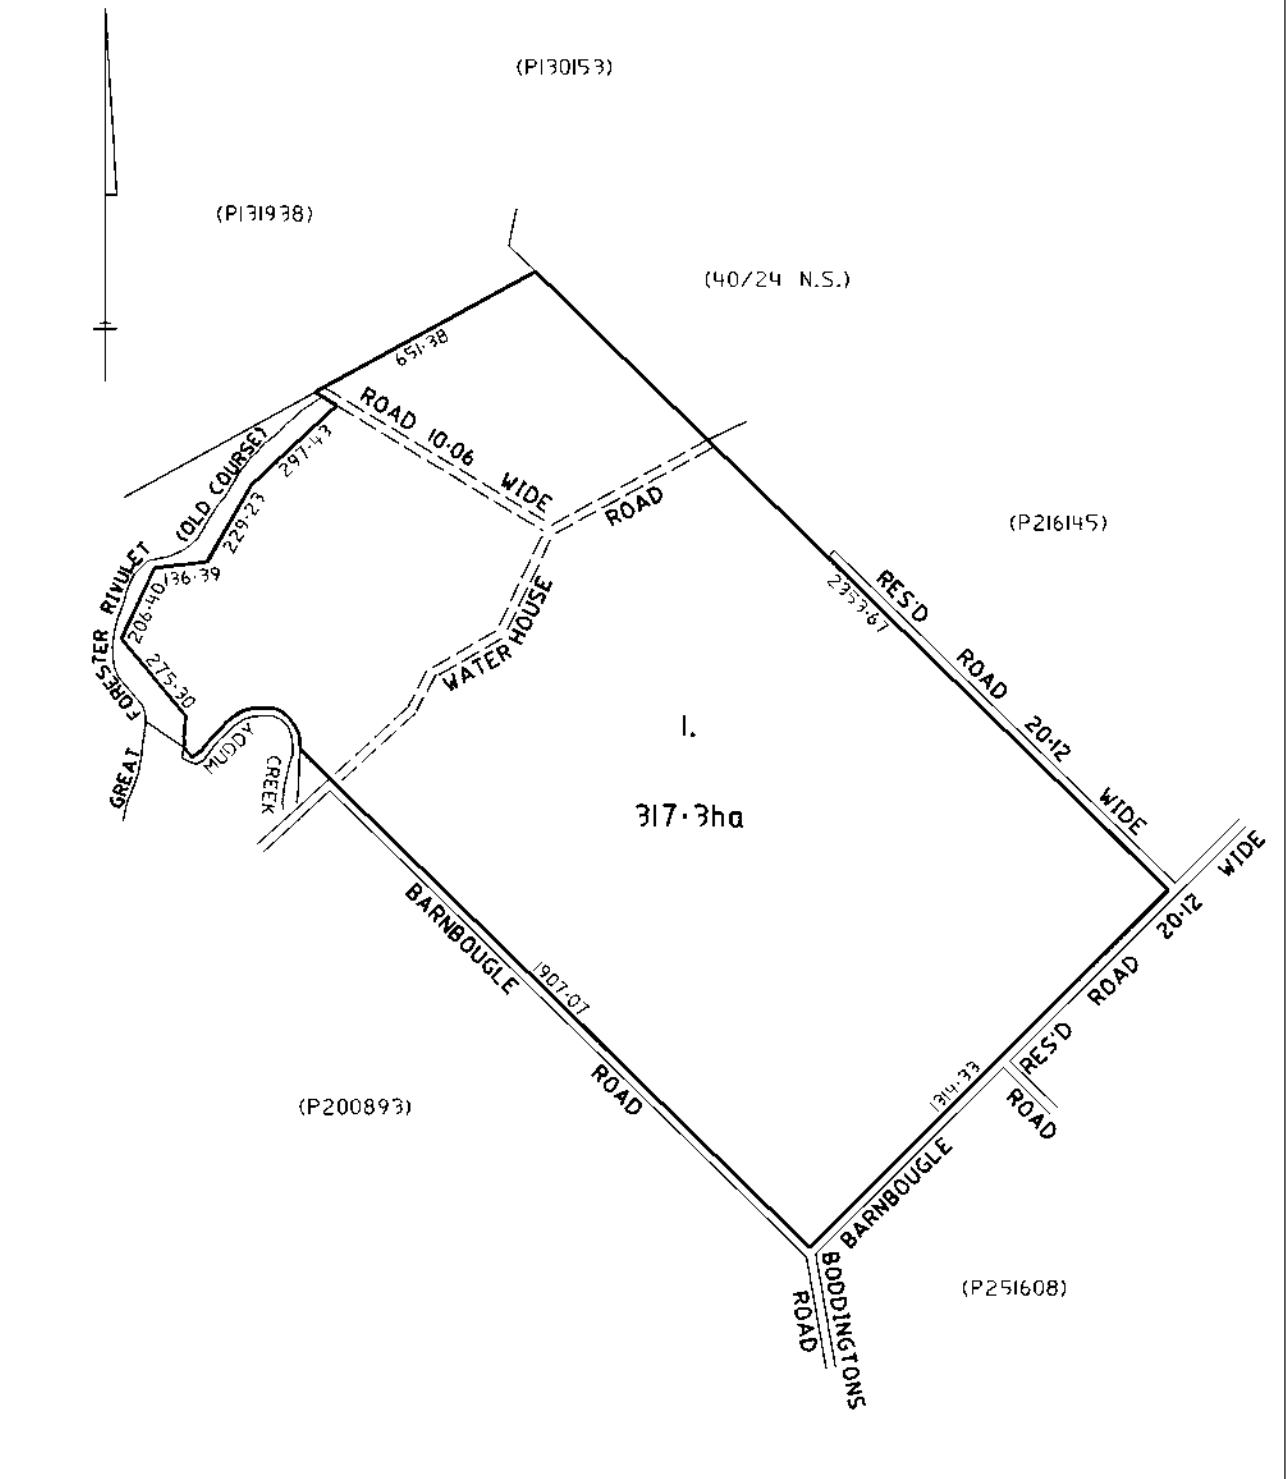 (P130153)
(P131938)
(40/24 N.S.)
651·38
ROAD 10·06 WIDE
ROAD
297·43
(OLD COURSE)
229·23
(P216145)
136·39
206·40
GREAT FORESTER RIVULET
275·30
WATER HOUSE
2353·67
RES'D ROAD 20·12 WIDE
MUDDY
CREEK
1.
317·3ha
BARNBOUGLE ROAD
1907·07
RES'D ROAD 20·12 WIDE
1314·33
ROAD
BARNBOUGLE
(P200893)
(P251608)
BODDINGTONS
ROAD